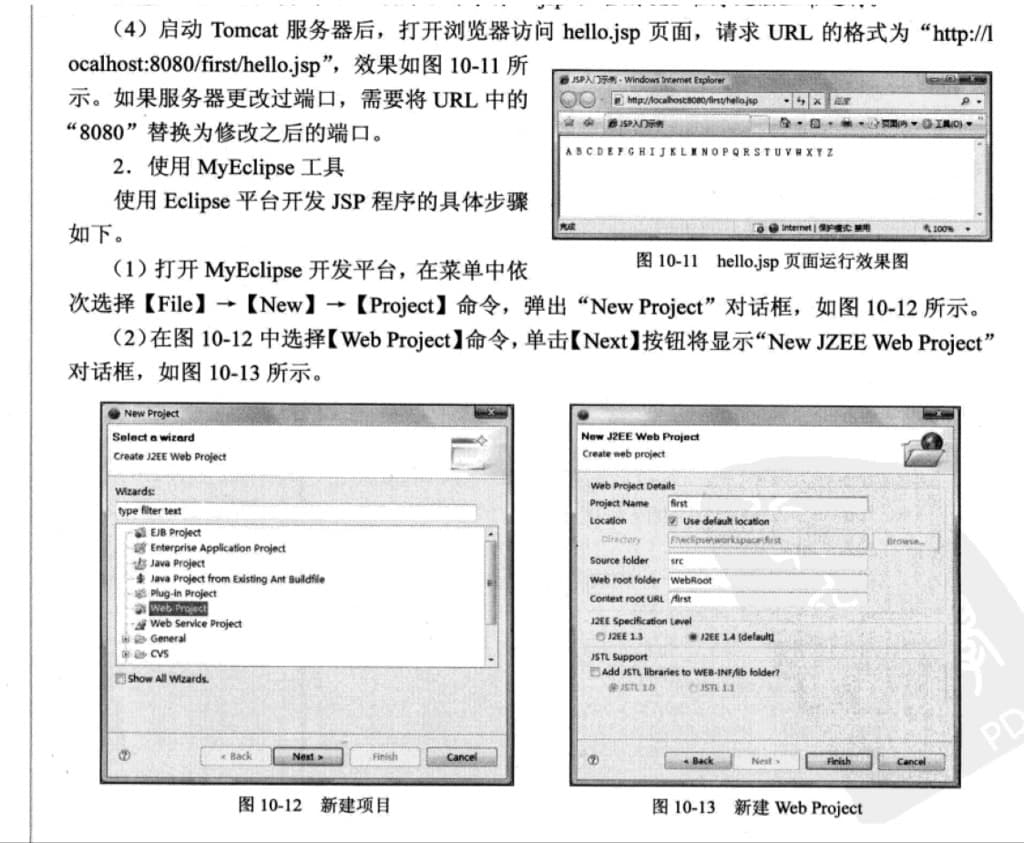 （4）启动 Tomcat 服务器后，打开浏览器访问 hello.jsp 页面，请求 URL 的格式为“http://l
ocalhost:8080/first/hello.jsp”，效果如图 10-11 所
示。如果服务器更改过端口，需要将 URL 中的
“8080”替换为修改之后的端口。
2．使用 MyEclipse 工具
使用 Eclipse 平台开发 JSP 程序的具体步骤
如下。
（1）打开 MyEclipse 开发平台，在菜单中依
JSP入门示例 - Windows Internet Explorer
http://localhost:8080/first/hello.jsp
JSP入门示例
页面(P) 工具(O)
A B C D E F G H I J K L M N O P Q R S T U V W X Y Z
完成
Internet | 保护模式: 禁用
100%
图 10-11 hello.jsp 页面运行效果图
次选择【File】→【New】→【Project】命令，弹出“New Project”对话框，如图 10-12 所示。
（2）在图 10-12 中选择【Web Project】命令，单击【Next】按钮将显示“New JZEE Web Project”
对话框，如图 10-13 所示。
New Project
Select a wizard
Create J2EE Web Project
Wizards:
type filter text
EJB Project
Enterprise Application Project
Java Project
Java Project from Existing Ant Buildfile
Plug-in Project
Web Project
Web Service Project
General
CVS
Show All Wizards.
< Back Next > Finish Cancel
图 10-12 新建项目
New J2EE Web Project
Create web project
Web Project Details
Project Name first
Location Use default location
Directory F:\eclipse\workspace\first Browse...
Source folder src
Web root folder WebRoot
Context root URL /first
J2EE Specification Level
J2EE 1.3 J2EE 1.4 [default]
JSTL Support
Add JSTL libraries to WEB-INF/lib folder?
JSTL 1.0 JSTL 1.1
< Back Next > Finish Cancel
图 10-13 新建 Web Project
PD